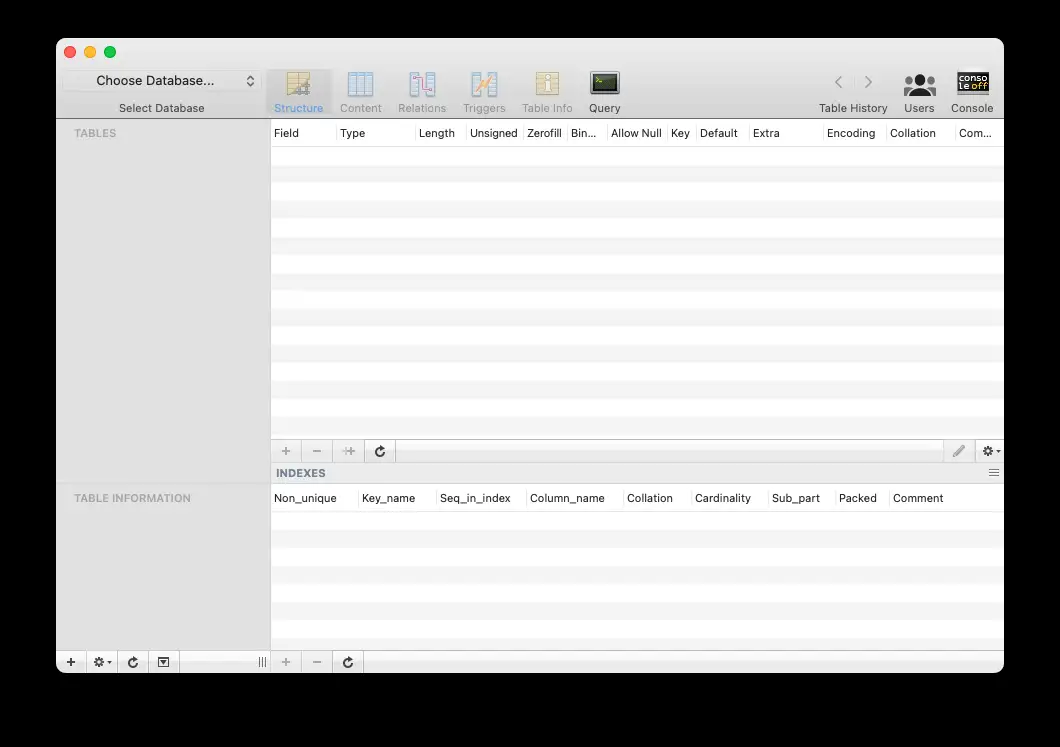 Choose Database...
Select Database
Structure
Content
Relations
Triggers
Table Info
Query
Table History
Users
conso
le off
Console
TABLES
Field Type Length Unsigned Zerofill Bin... Allow Null Key Default Extra Encoding Collation Com...
INDEXES
TABLE INFORMATION
Non_unique Key_name Seq_in_index Column_name Collation Cardinality Sub_part Packed Comment